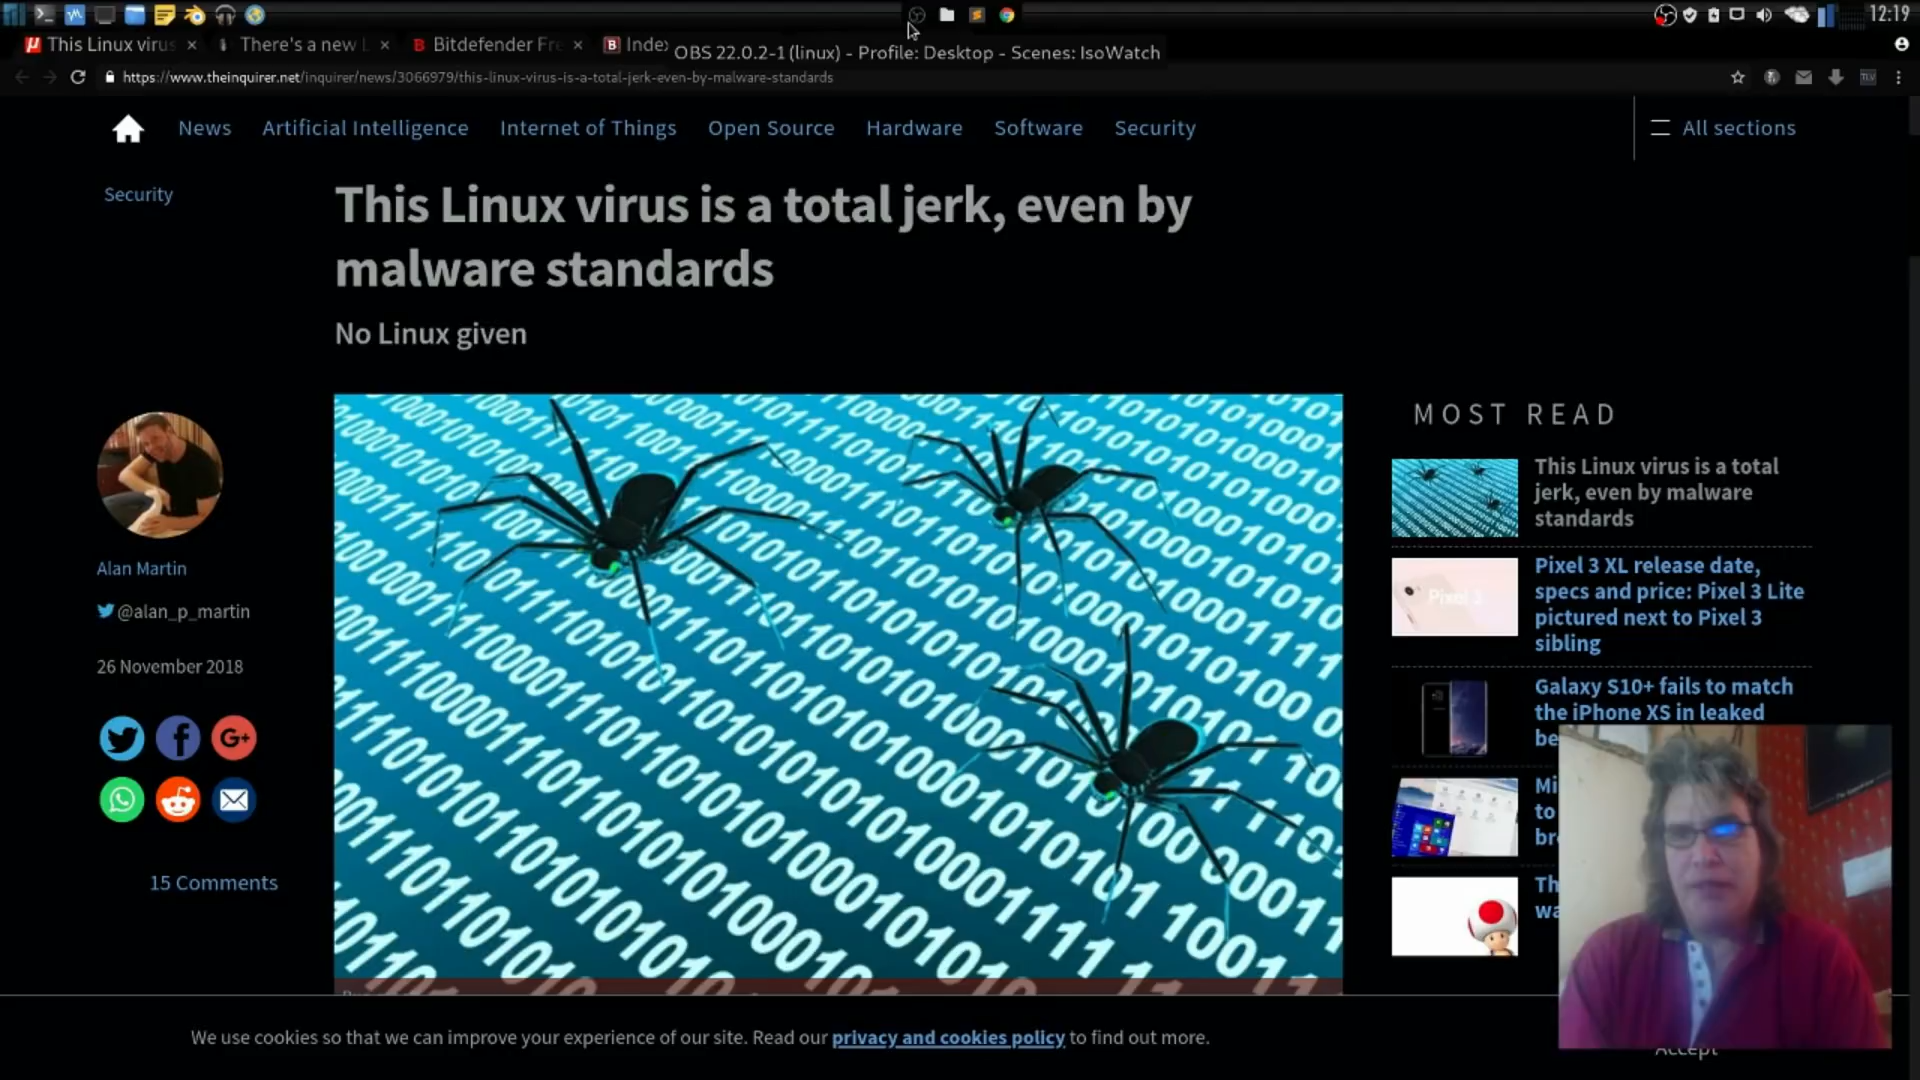 12:19
This Linux virus
There's a new L
Bitdefender Fre
Index
OBS 22.0.2-1 (linux) - Profile: Desktop - Scenes: IsoWatch
https://www.theinquirer.net/inquirer/news/3066979/this-linux-virus-is-a-total-jerk-even-by-malware-standards
News Artificial Intelligence Internet of Things Open Source Hardware Software Security
All sections
Security
This Linux virus is a total jerk, even by
malware standards
No Linux given
Alan Martin
@alan_p_martin
26 November 2018
15 Comments
MOST READ
This Linux virus is a total
jerk, even by malware
standards
Pixel 3 XL release date,
specs and price: Pixel 3 Lite
pictured next to Pixel 3
sibling
Galaxy S10+ fails to match
the iPhone XS in leaked
be
Mi
to
bro
Th
wa
We use cookies so that we can improve your experience of our site. Read our privacy and cookies policy to find out more.
Accept